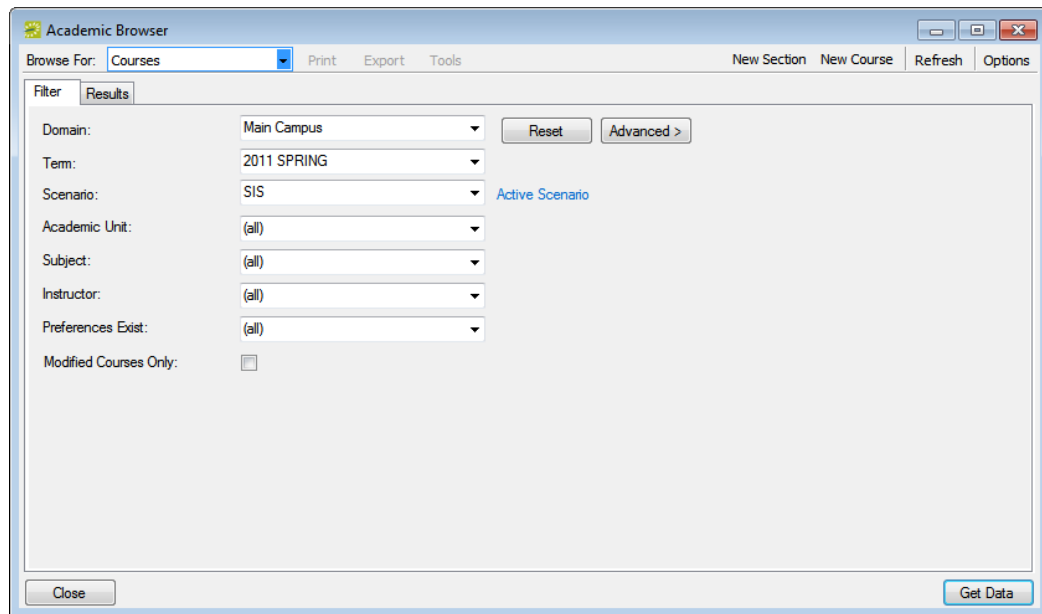 Academic Browser
Browse For: Courses Print Export Tools New Section New Course Refresh Options
Filter Results
Domain: Main Campus Reset Advanced >
Term: 2011 SPRING
Scenario: SIS Active Scenario
Academic Unit: (all)
Subject: (all)
Instructor: (all)
Preferences Exist: (all)
Modified Courses Only:
Close Get Data